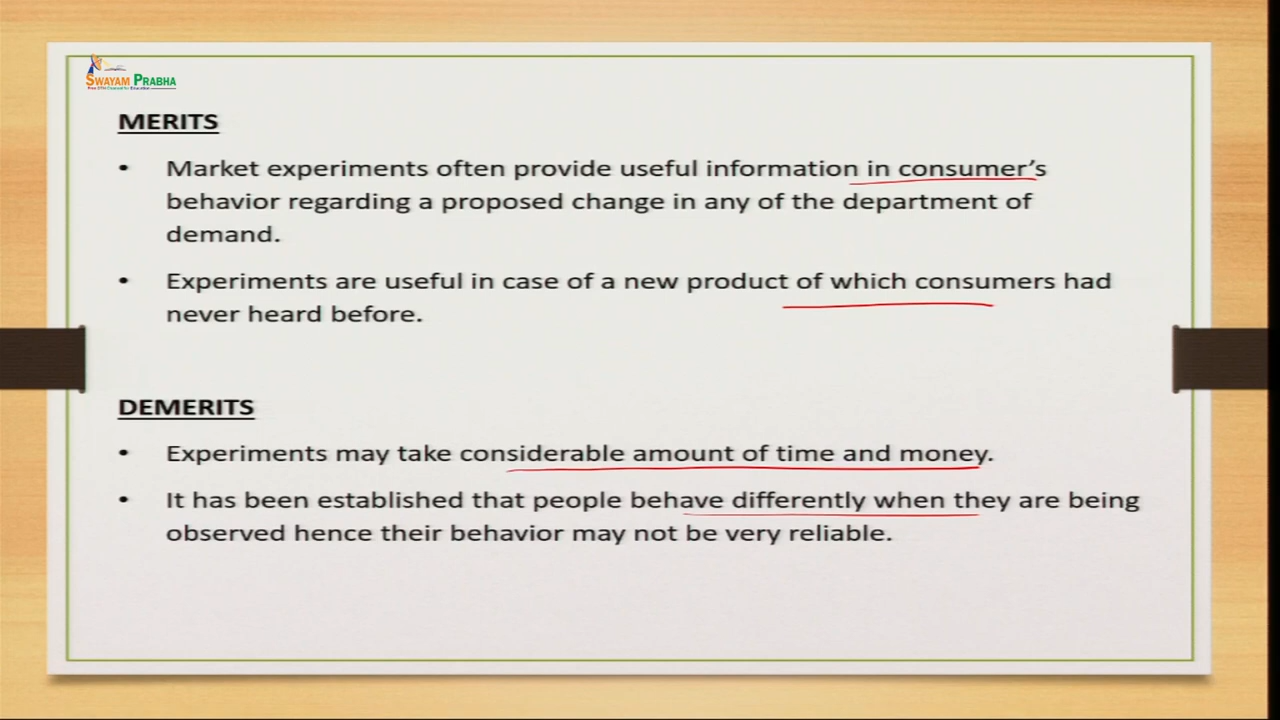 SWAYAM PRABHA
MERITS
• Market experiments often provide useful information in consumer's
behavior regarding a proposed change in any of the department of
demand.
• Experiments are useful in case of a new product of which consumers had
never heard before.
DEMERITS
• Experiments may take considerable amount of time and money.
• It has been established that people behave differently when they are being
observed hence their behavior may not be very reliable.